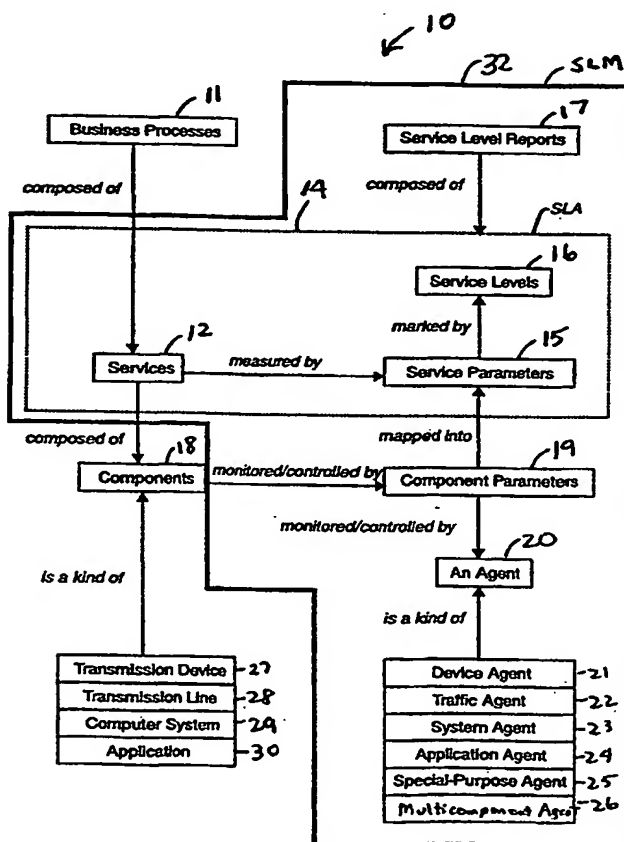 10
32 SLM
11 17
Business Processes Service Level Reports
composed of composed of
14 SLA
16
Service Levels
12 marked by 15
Services measured by Service Parameters
composed of mapped into
18 19
Components monitored/controlled by Component Parameters
monitored/controlled by
20
An Agent
is a kind of is a kind of
Transmission Device 27 Device Agent 21
Transmission Line 28 Traffic Agent 22
Computer System 29 System Agent 23
Application 30 Application Agent 24
Special-Purpose Agent 25
Multicomponent Agent 26